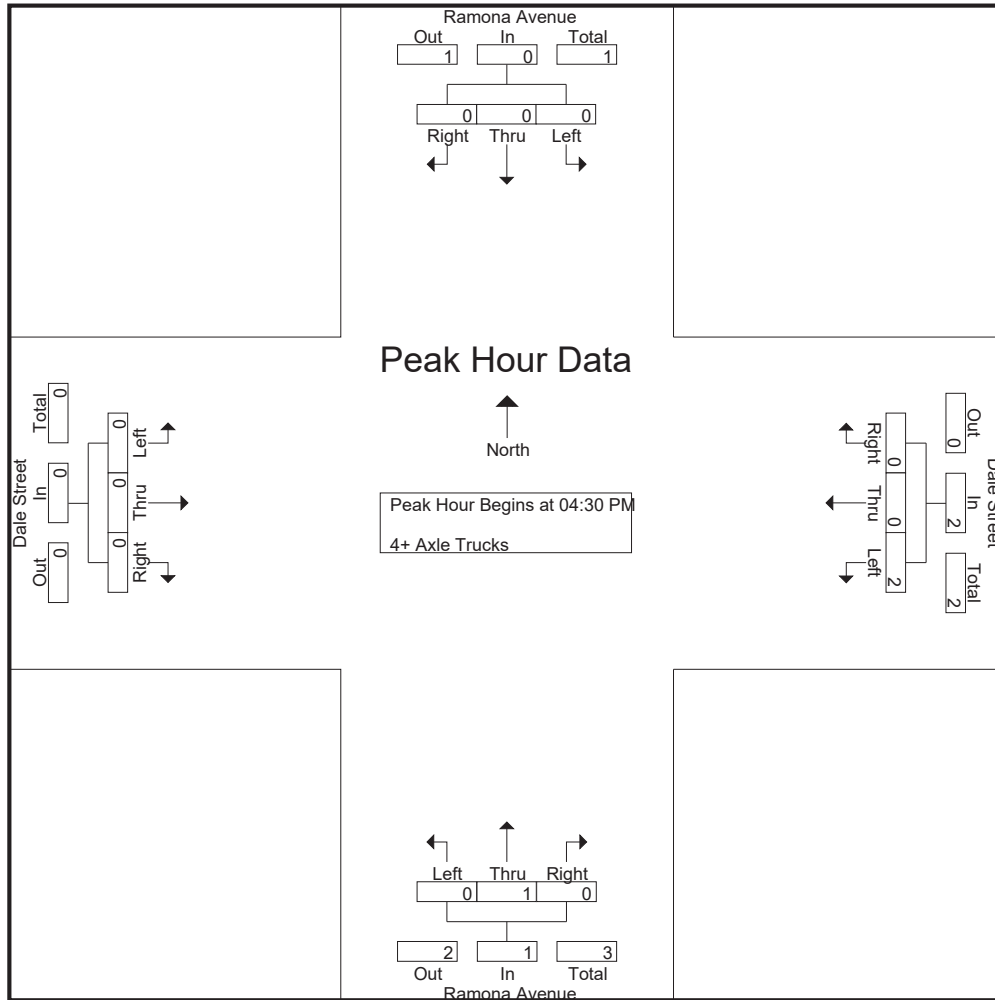 Ramona Avenue
Out In Total
1 0 1
0 0 0
Right Thru Left
Peak Hour Data
North
Peak Hour Begins at 04:30 PM
4+ Axle Trucks
Dale Street
Total In Out
0 0 0
0 0 0
Left Thru Right
Right Thru Left
0 0 2
Out In Total
0 2 2
Dale Street
Left Thru Right
0 1 0
2 1 3
Out In Total
Ramona Avenue